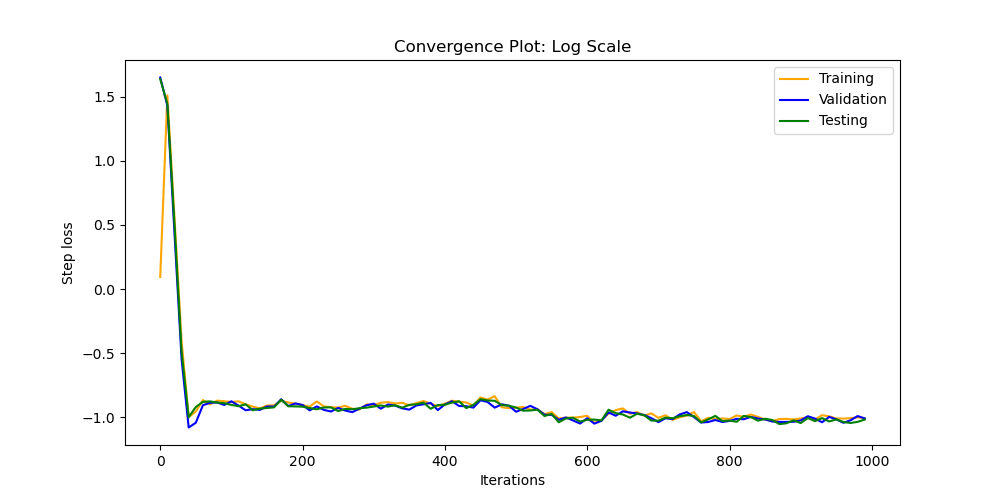 Convergence Plot: Log Scale
Training
Validation
Testing
Step loss
1.5
1.0
0.5
0.0
−0.5
−1.0
0 200 400 600 800 1000
Iterations